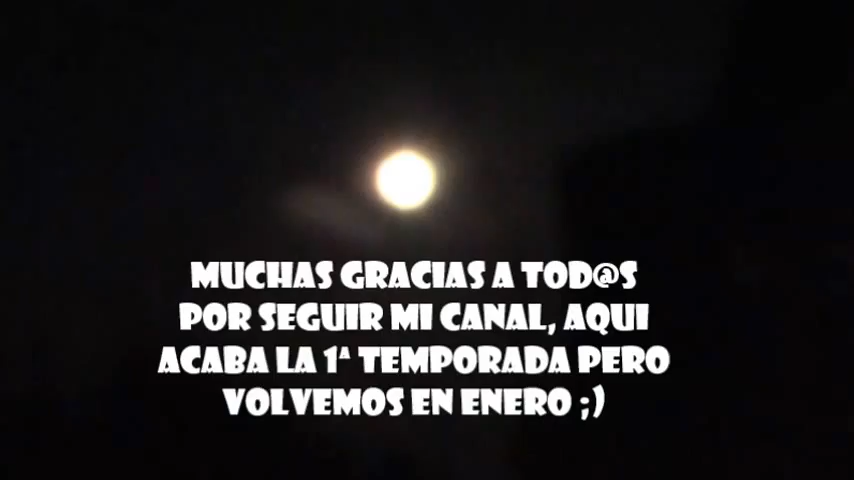 MUCHAS GRACIAS A TOD@S
POR SEGUIR MI CANAL, AQUI
ACABA LA 1ª TEMPORADA PERO
VOLVEMOS EN ENERO ;)